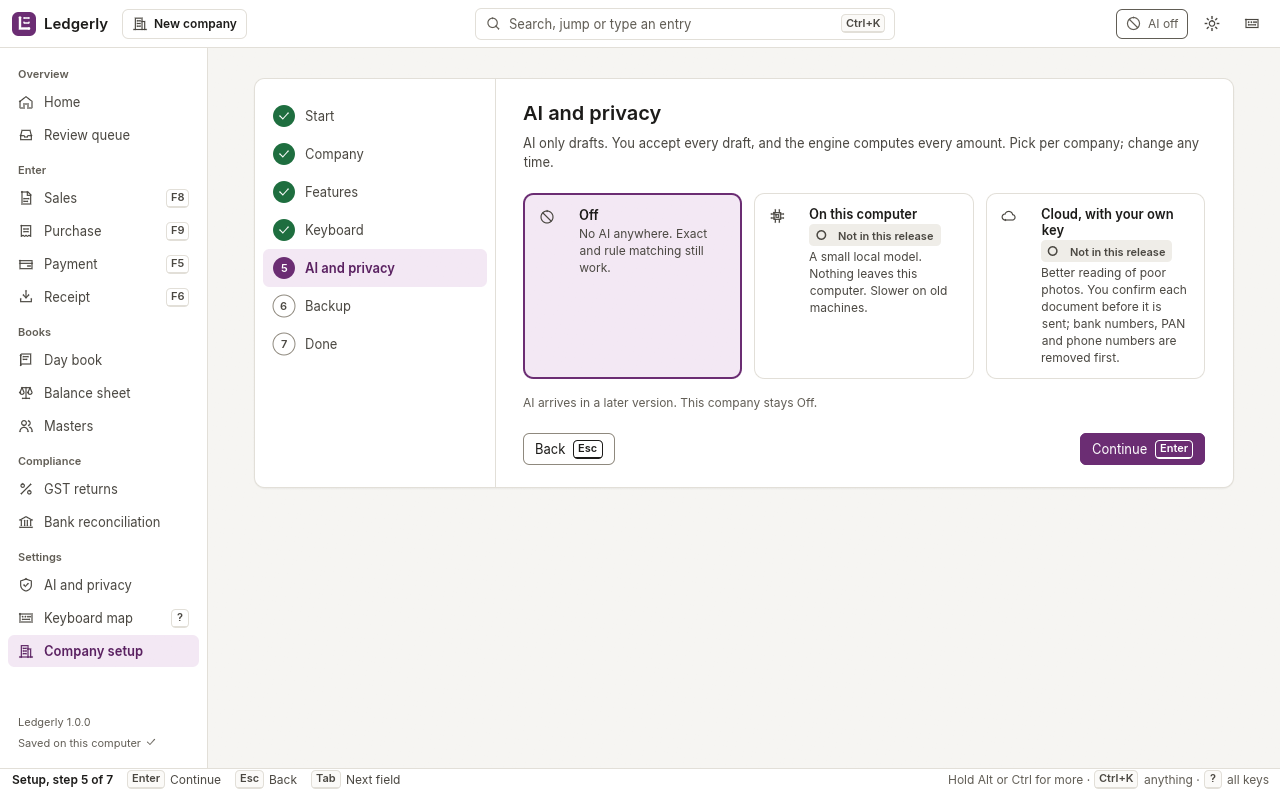 Ledgerly
New company
Search, jump or type an entry
Ctrl+K
AI off
Overview
Home
Review queue
Enter
Sales F8
Purchase F9
Payment F5
Receipt F6
Books
Day book
Balance sheet
Masters
Compliance
GST returns
Bank reconciliation
Settings
AI and privacy
Keyboard map ?
Company setup
Ledgerly 1.0.0
Saved on this computer
Start
Company
Features
Keyboard
5 AI and privacy
6 Backup
7 Done
AI and privacy
AI only drafts. You accept every draft, and the engine computes every amount. Pick per company; change any
time.
Off
No AI anywhere. Exact
and rule matching still
work.
On this computer
Not in this release
A small local model.
Nothing leaves this
computer. Slower on old
machines.
Cloud, with your own
key
Not in this release
Better reading of poor
photos. You confirm each
document before it is
sent; bank numbers, PAN
and phone numbers are
removed first.
AI arrives in a later version. This company stays Off.
Back Esc
Continue Enter
Setup, step 5 of 7 Enter Continue Esc Back Tab Next field
Hold Alt or Ctrl for more · Ctrl+K anything · ? all keys